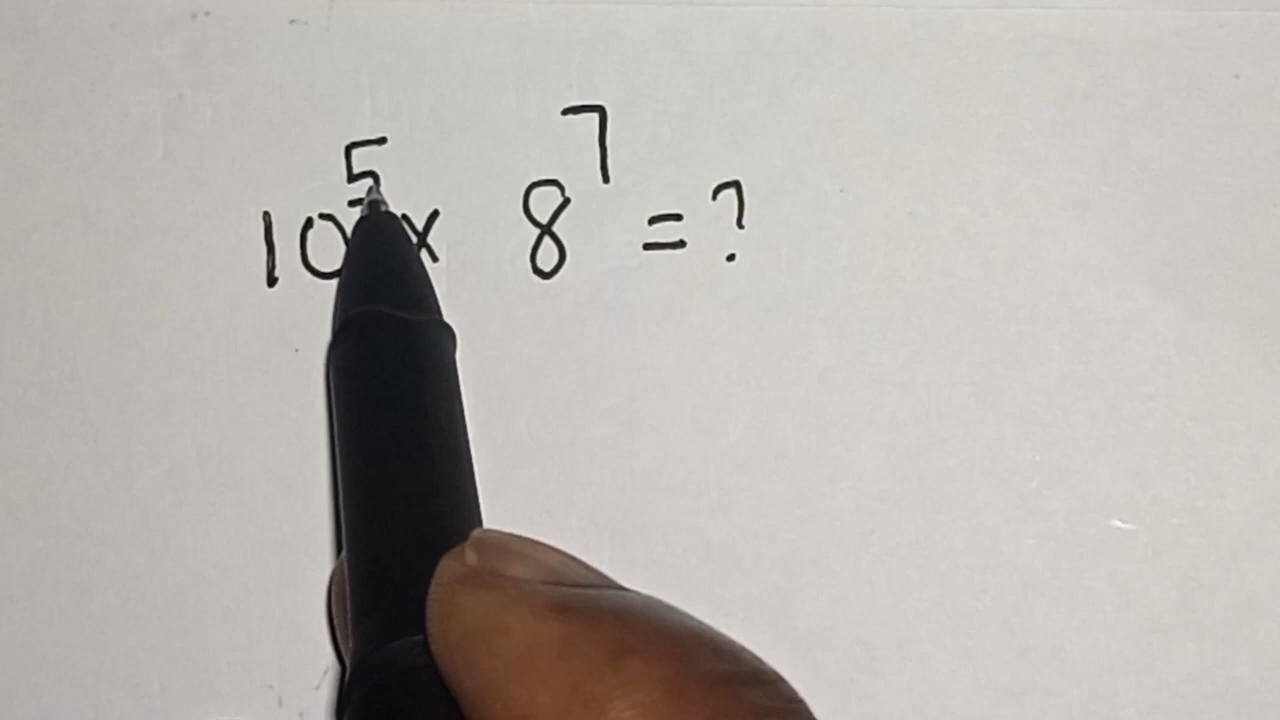 10⁵ x 8⁷ = ?